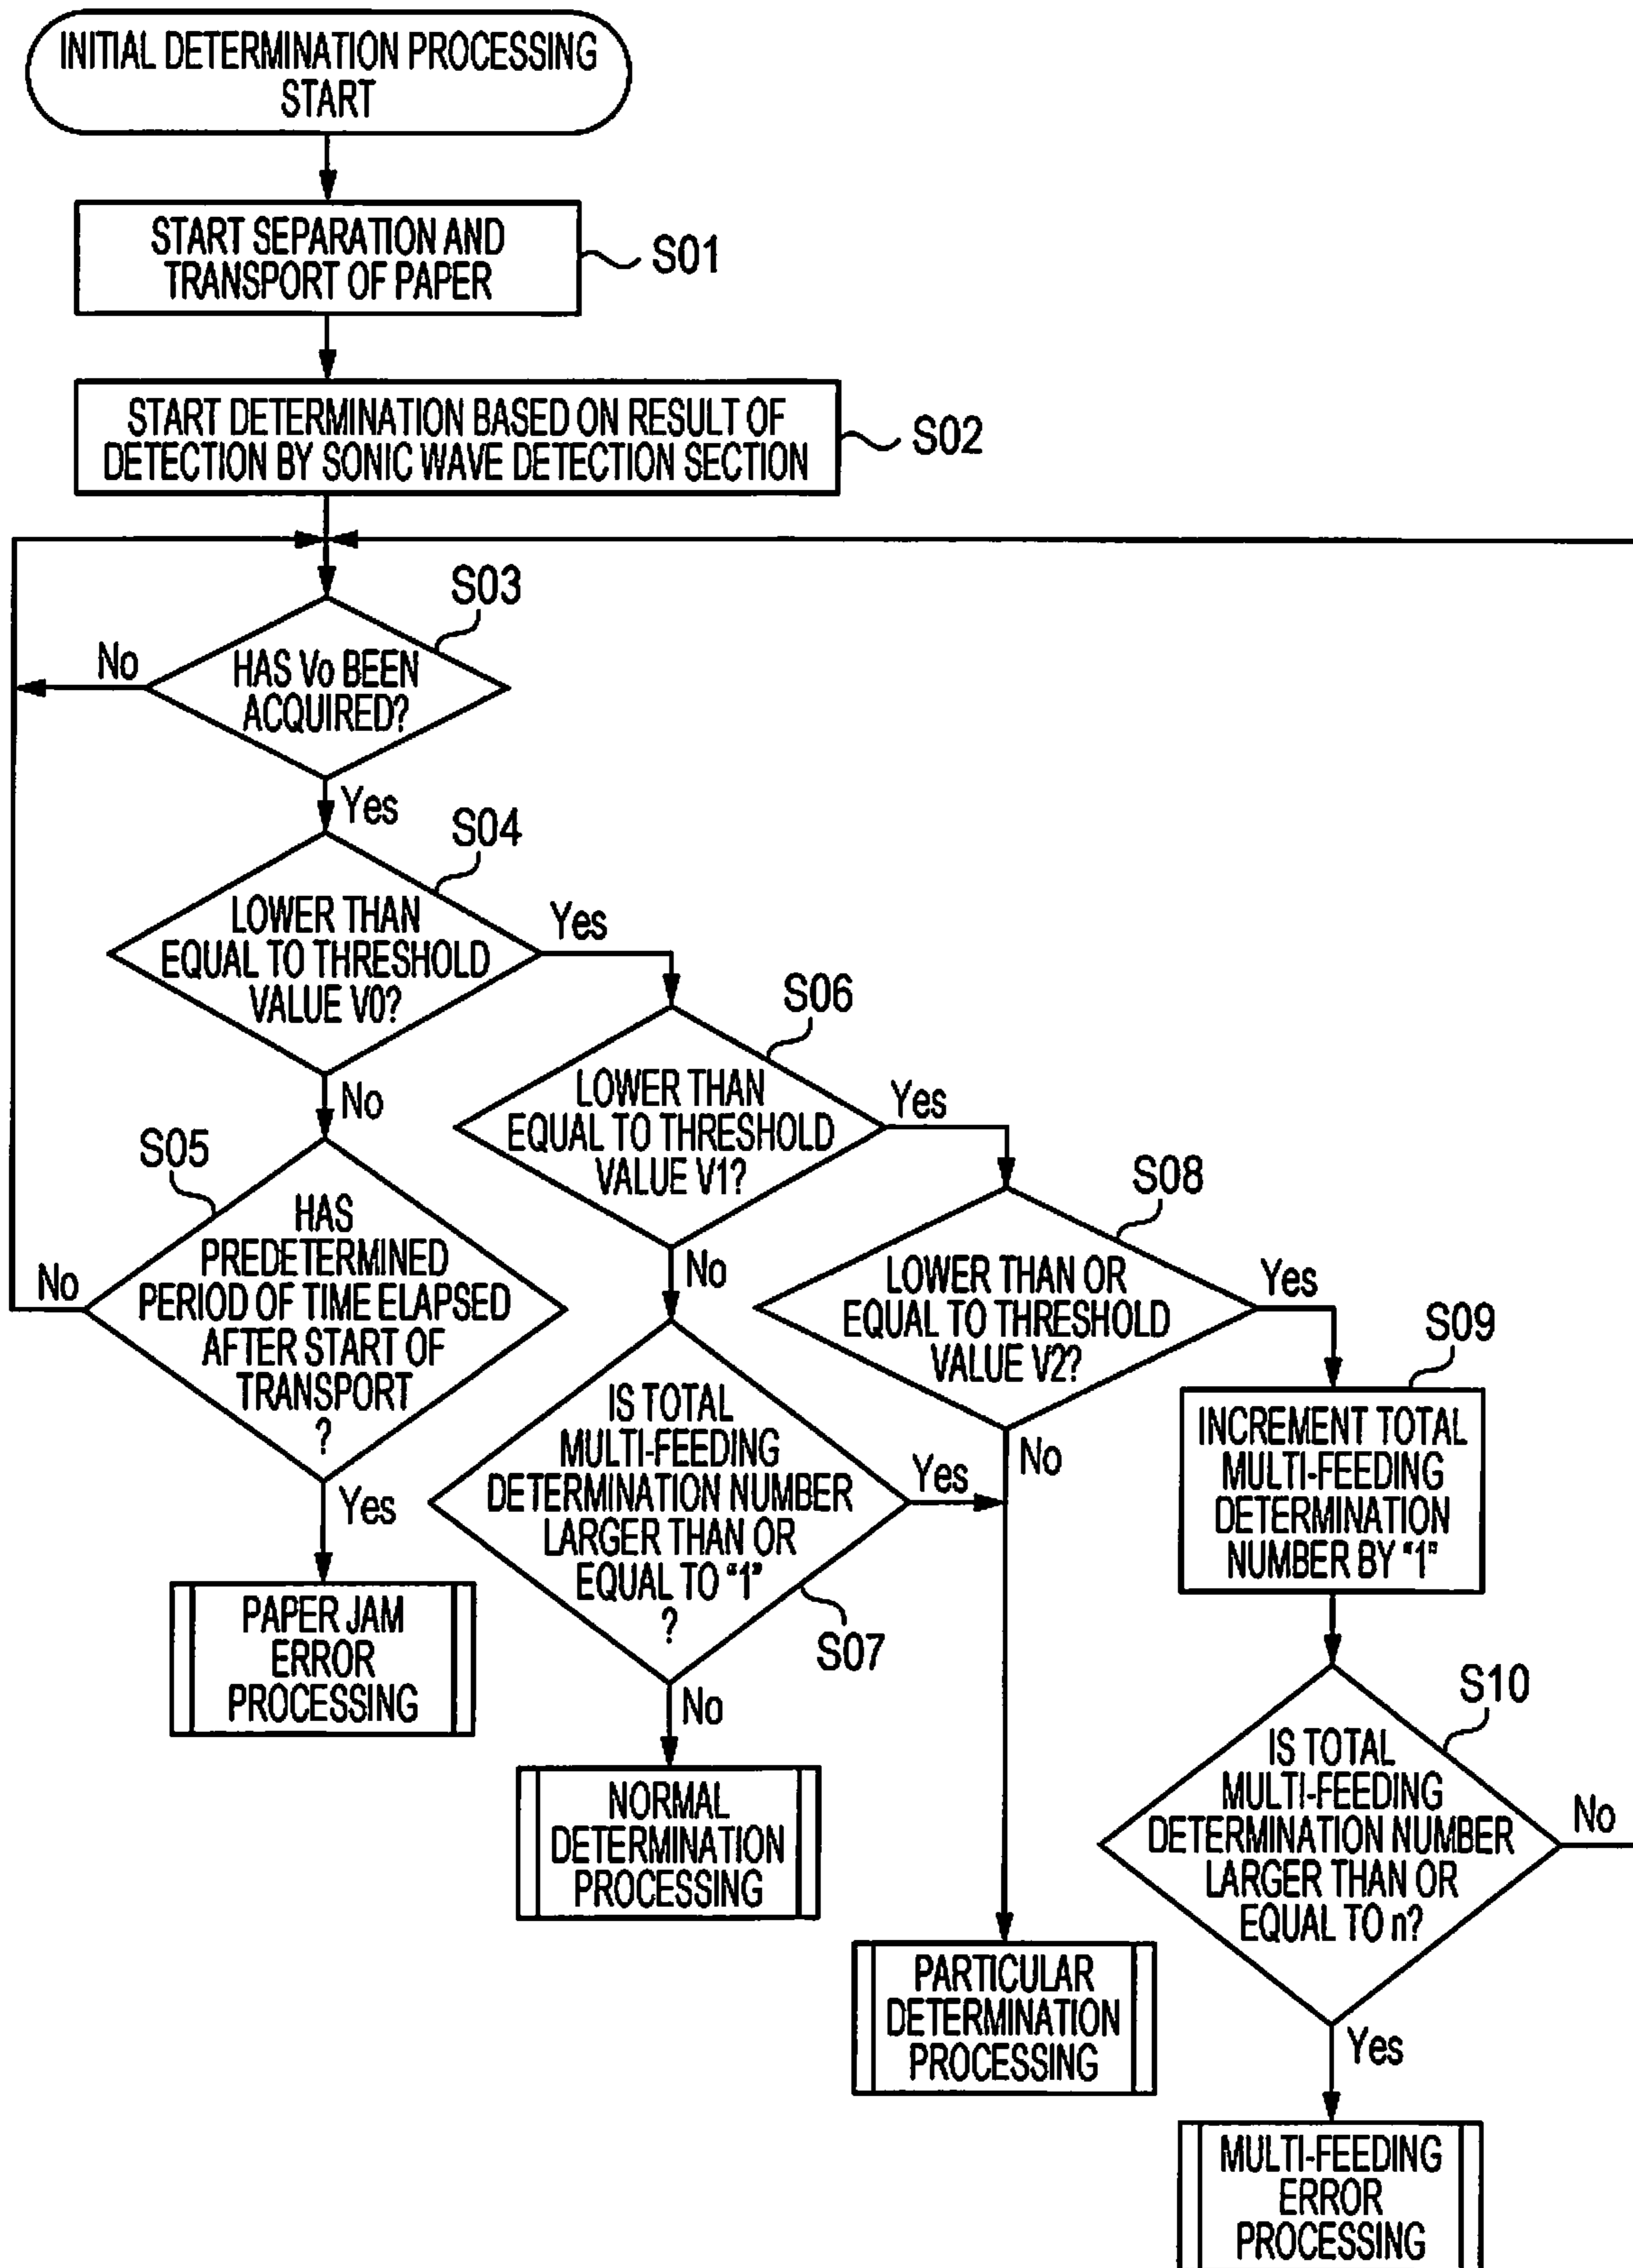 INITIAL DETERMINATION PROCESSING
START
START SEPARATION AND
TRANSPORT OF PAPER
S01
START DETERMINATION BASED ON RESULT OF
DETECTION BY SONIC WAVE DETECTION SECTION
S02
S03
HAS Vo BEEN
ACQUIRED?
No
Yes
S04
LOWER THAN
EQUAL TO THRESHOLD
VALUE V0?
Yes
No
S05
HAS
PREDETERMINED
PERIOD OF TIME ELAPSED
AFTER START OF
TRANSPORT
?
No
Yes
PAPER JAM
ERROR
PROCESSING
S06
LOWER THAN
EQUAL TO THRESHOLD
VALUE V1?
Yes
No
IS TOTAL
MULTI-FEEDING
DETERMINATION NUMBER
LARGER THAN OR
EQUAL TO "1"
?
S07
Yes
No
NORMAL
DETERMINATION
PROCESSING
S08
LOWER THAN OR
EQUAL TO THRESHOLD
VALUE V2?
Yes
No
PARTICULAR
DETERMINATION
PROCESSING
S09
INCREMENT TOTAL
MULTI-FEEDING
DETERMINATION
NUMBER BY "1"
S10
IS TOTAL
MULTI-FEEDING
DETERMINATION NUMBER
LARGER THAN OR
EQUAL TO n?
No
Yes
MULTI-FEEDING
ERROR
PROCESSING